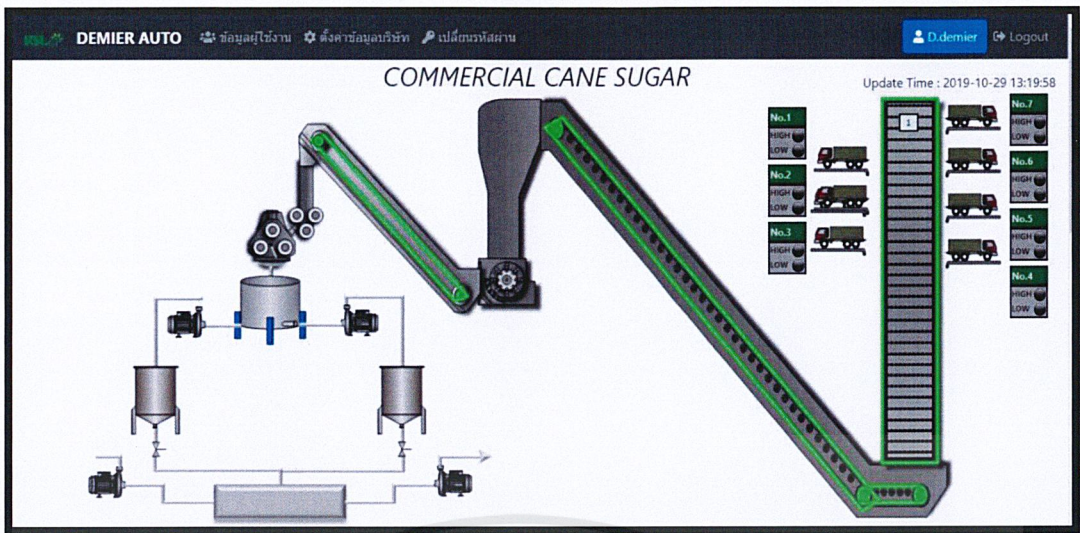 DEMIER AUTO ข้อมูลผู้ใช้งาน ตั้งค่าข้อมูลบริษัท เปลี่ยนรหัสผ่าน D.demier Logout
COMMERCIAL CANE SUGAR
Update Time : 2019-10-29 13:19:58
No.1
HIGH
LOW
No.2
HIGH
LOW
No.3
HIGH
LOW
1
No.7
HIGH
LOW
No.6
HIGH
LOW
No.5
HIGH
LOW
No.4
HIGH
LOW